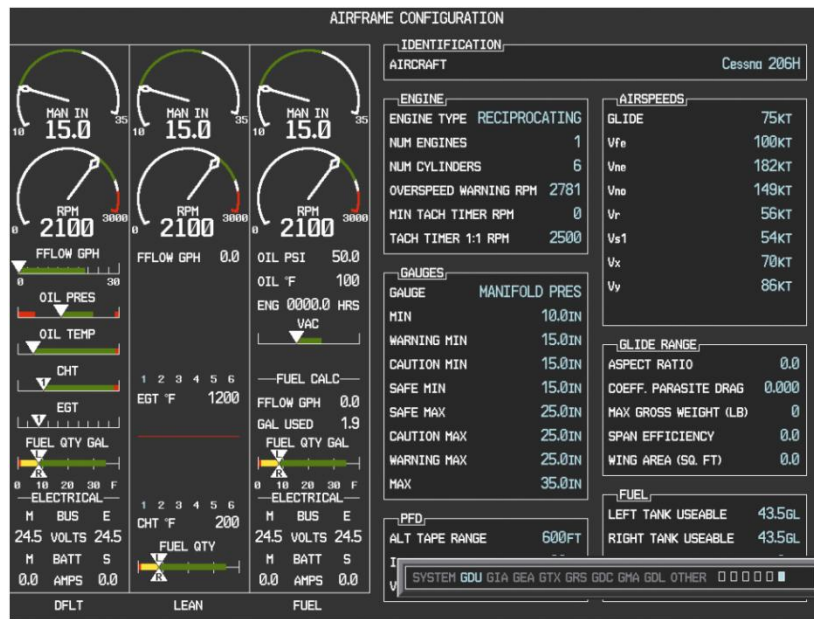 AIRFRAME CONFIGURATION
MAN IN
15.0
10 35
RPM
2100
0 3000
FFLOW GPH
0 30
OIL PRES
OIL TEMP
CHT
1
EGT
1
FUEL QTY GAL
L
R
0 10 20 30 F
ELECTRICAL
M BUS E
24.5 VOLTS 24.5
M BATT S
0.0 AMPS 0.0
DFLT
MAN IN
15.0
10 35
RPM
2100
0 3000
FFLOW GPH 0.0
1 2 3 4 5 6
EGT °F 1200
1 2 3 4 5 6
CHT °F 200
FUEL QTY
L
R
LEAN
MAN IN
15.0
10 35
RPM
2100
0 3000
OIL PSI 50.0
OIL °F 100
ENG 0000.0 HRS
VAC
FUEL CALC
FFLOW GPH 0.0
GAL USED 1.9
FUEL QTY GAL
L
R
0 10 20 30 F
ELECTRICAL
M BUS E
24.5 VOLTS 24.5
M BATT S
0.0 AMPS 0.0
FUEL
IDENTIFICATION
AIRCRAFT Cessna 206H
ENGINE
ENGINE TYPE RECIPROCATING
NUM ENGINES 1
NUM CYLINDERS 6
OVERSPEED WARNING RPM 2781
MIN TACH TIMER RPM 0
TACH TIMER 1:1 RPM 2500
GAUGES
GAUGE MANIFOLD PRES
MIN 10.0IN
WARNING MIN 15.0IN
CAUTION MIN 15.0IN
SAFE MIN 15.0IN
SAFE MAX 25.0IN
CAUTION MAX 25.0IN
WARNING MAX 25.0IN
MAX 35.0IN
PFD
ALT TAPE RANGE 600FT
AIRSPEEDS
GLIDE 75KT
Vfe 100KT
Vne 182KT
Vno 149KT
Vr 56KT
Vs1 54KT
Vx 70KT
Vy 86KT
GLIDE RANGE
ASPECT RATIO 0.0
COEFF. PARASITE DRAG 0.000
MAX GROSS WEIGHT (LB) 0
SPAN EFFICIENCY 0.0
WING AREA (SQ. FT) 0.0
FUEL
LEFT TANK USEABLE 43.5GL
RIGHT TANK USEABLE 43.5GL
SYSTEM GDU GIA GEA GTX GRS GDC GMA GDL OTHER